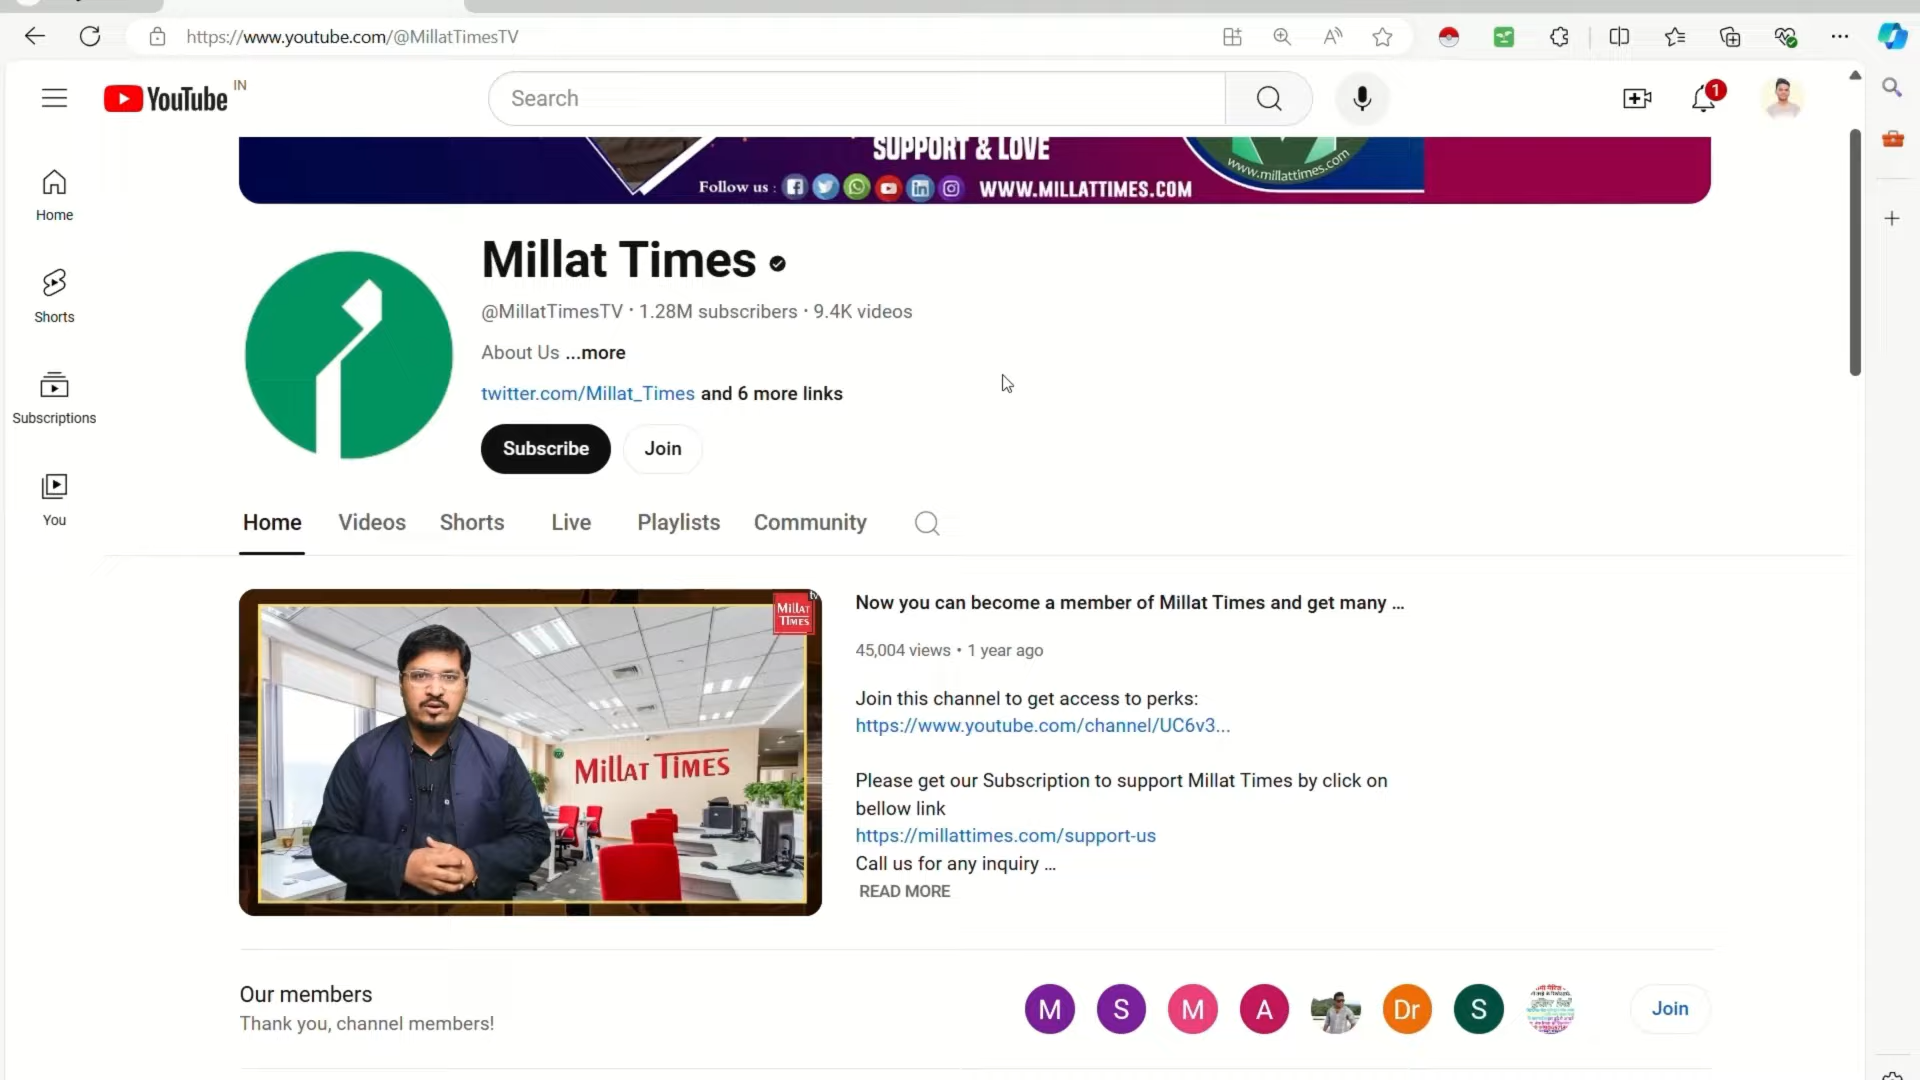 https://www.youtube.com/@MillatTimesTV
YouTube IN
Search
1
SUPPORT & LOVE
www.millattimes.com
Follow us :
WWW.MILLATTIMES.COM
Home
Shorts
Subscriptions
You
Millat Times
@MillatTimesTV • 1.28M subscribers • 9.4K videos
About Us ...more
twitter.com/Millat_Times and 6 more links
Subscribe
Join
Home
Videos
Shorts
Live
Playlists
Community
MILLAT TIMES
tv
MILLAT TIMES
Now you can become a member of Millat Times and get many ...
45,004 views • 1 year ago
Join this channel to get access to perks:
https://www.youtube.com/channel/UC6v3...
Please get our Subscription to support Millat Times by click on
bellow link
https://millattimes.com/support-us
Call us for any inquiry ...
READ MORE
Our members
Thank you, channel members!
M
S
M
A
Dr
S
Join